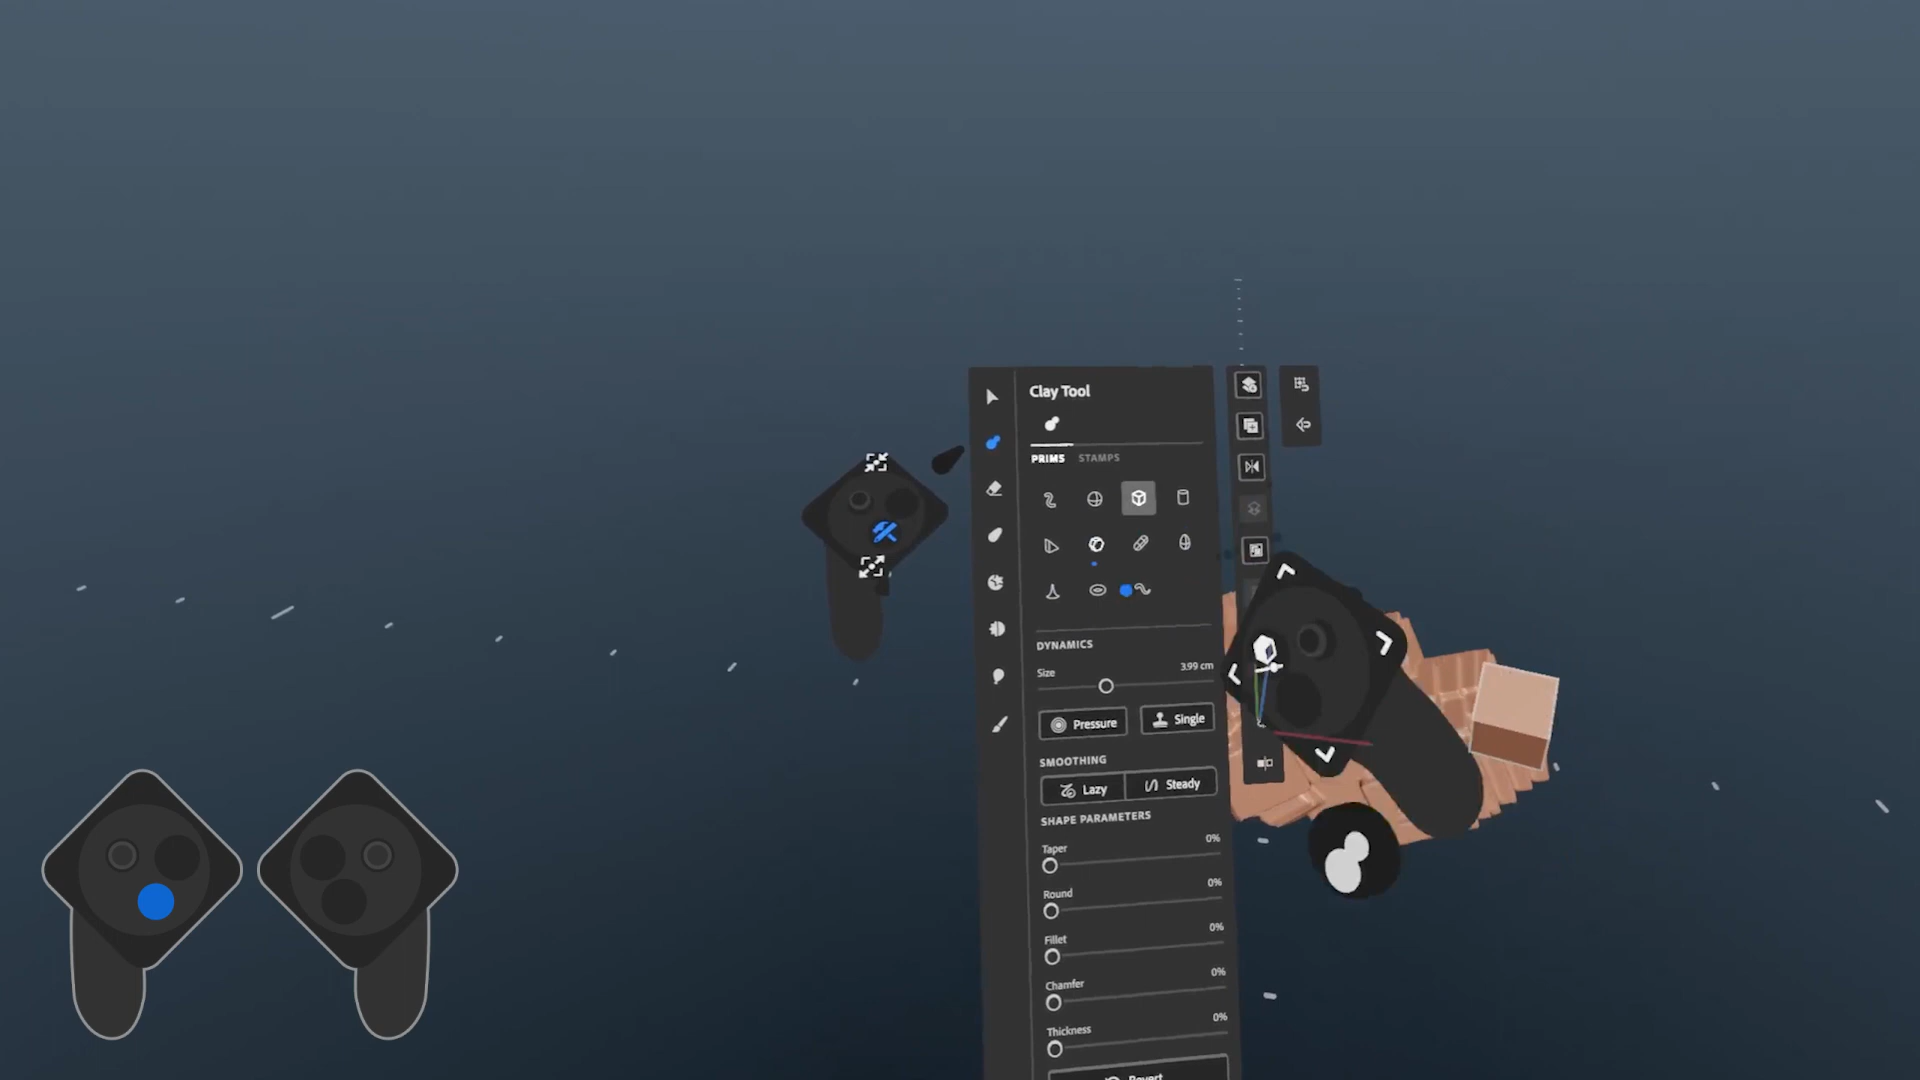 Clay Tool
PRIMS STAMPS
DYNAMICS
Size 3.99 cm
Pressure Single
SMOOTHING
Lazy Steady
SHAPE PARAMETERS
Taper 0%
Round 0%
Fillet 0%
Chamfer 0%
Thickness 0%
Revert